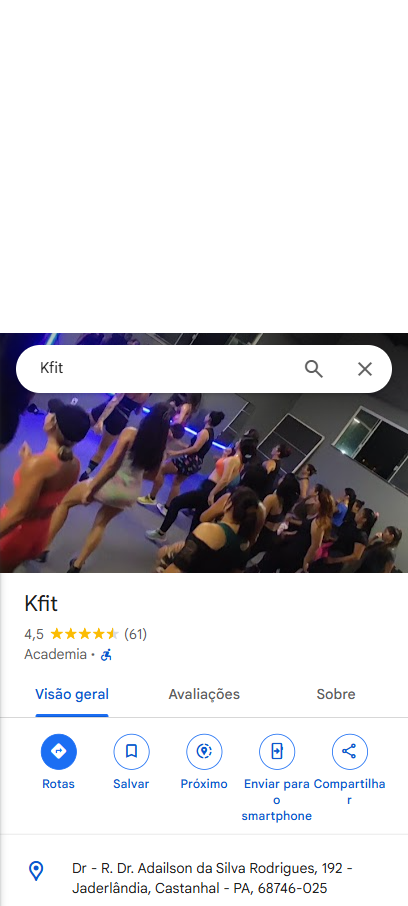 Kfit
Kfit
4,5 (61)
Academia •
Visão geral Avaliações Sobre
Rotas Salvar Próximo Enviar para o smartphone Compartilhar
Dr - R. Dr. Adailson da Silva Rodrigues, 192 -
Jaderlândia, Castanhal - PA, 68746-025